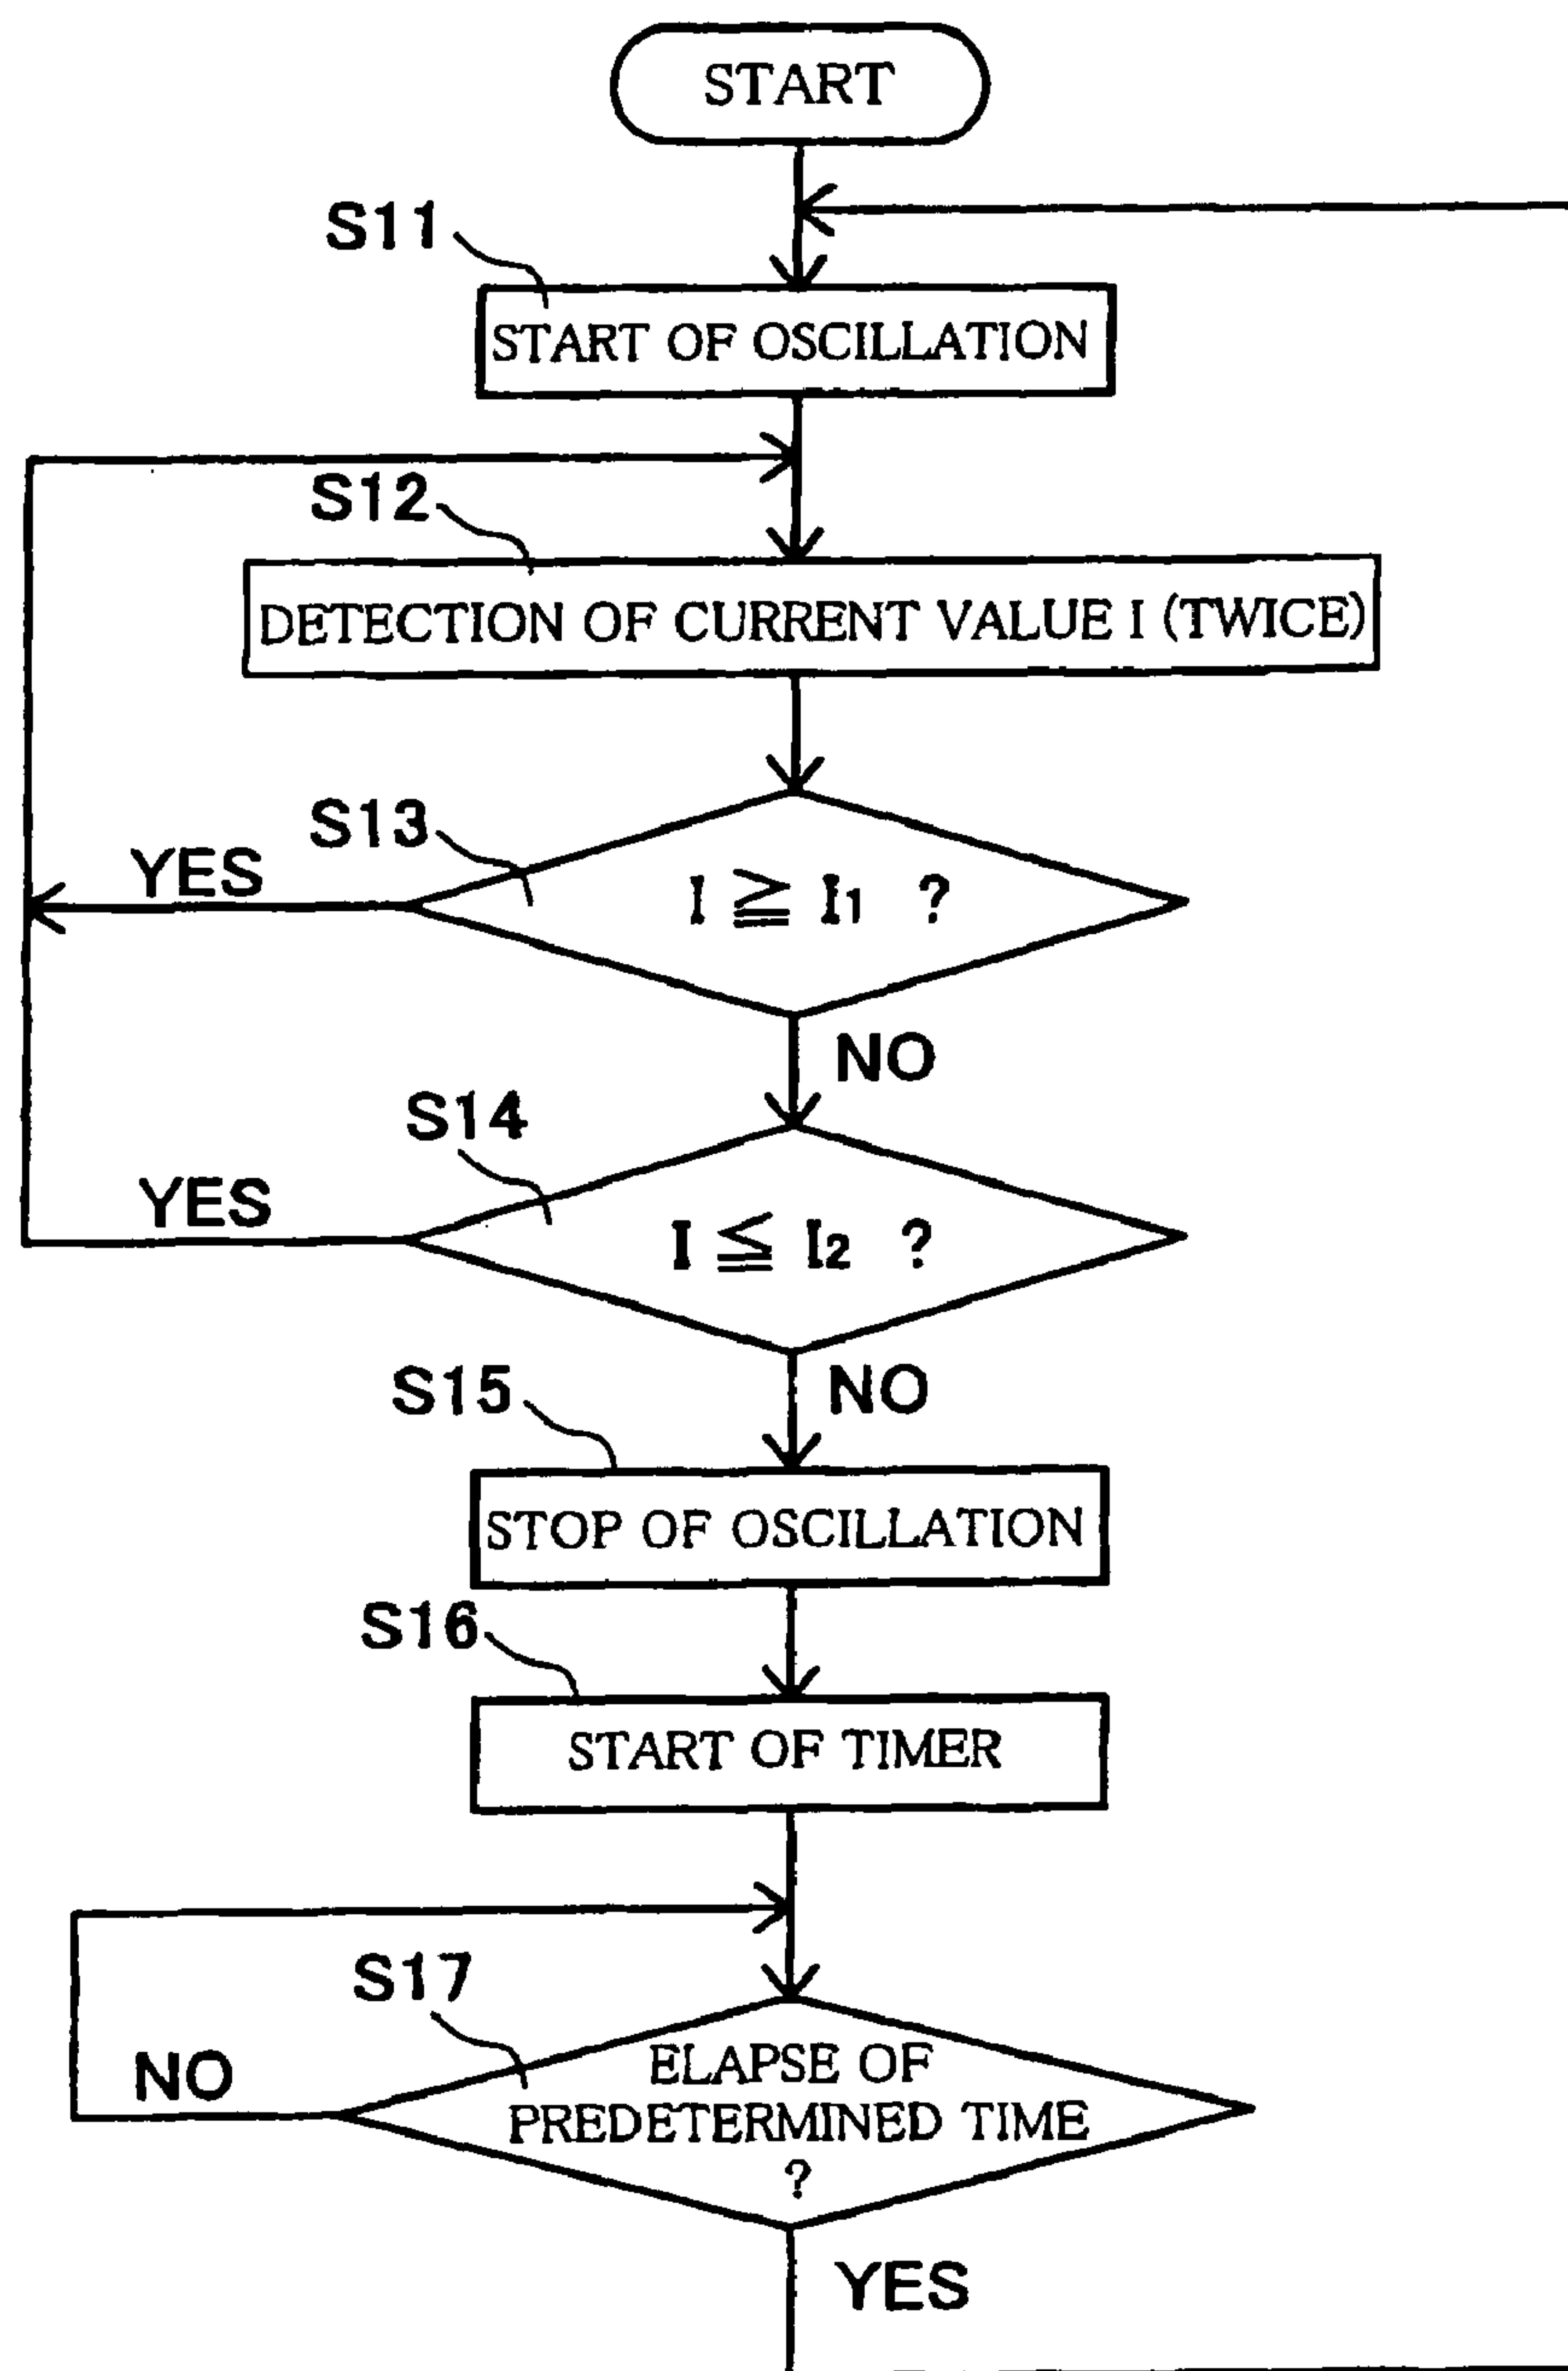 START
S11
START OF OSCILLATION
S12
DETECTION OF CURRENT VALUE I (TWICE)
S13
YES
I ≧ I1 ?
NO
S14
YES
I ≦ I2 ?
NO
S15
STOP OF OSCILLATION
S16
START OF TIMER
S17
NO
ELAPSE OF
PREDETERMINED TIME
?
YES